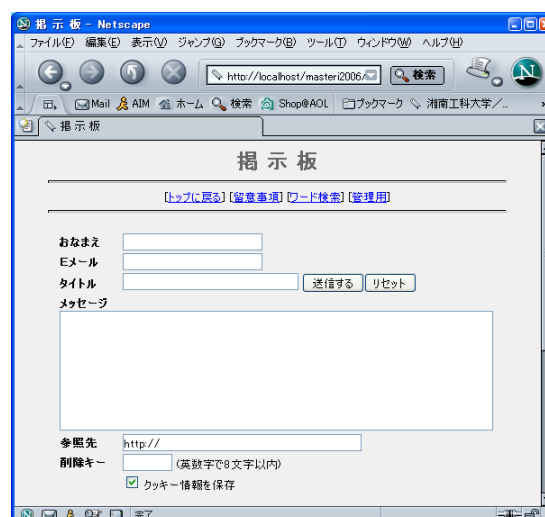 掲 示 板 - Netscape
ファイル(F) 編集(E) 表示(V) ジャンプ(G) ブックマーク(B) ツール(T) ウィンドウ(W) ヘルプ(H)
http://localhost/masteri2006/ 検索
Mail AIM ホーム 検索 Shop@AOL ブックマーク 湘南工科大学/...
掲 示 板
掲 示 板
[トップに戻る] [留意事項] [ワード検索] [管理用]
おなまえ
Eメール
タイトル 送信する リセット
メッセージ
参照先 http://
削除キー (英数字で8文字以内)
クッキー情報を保存
完了